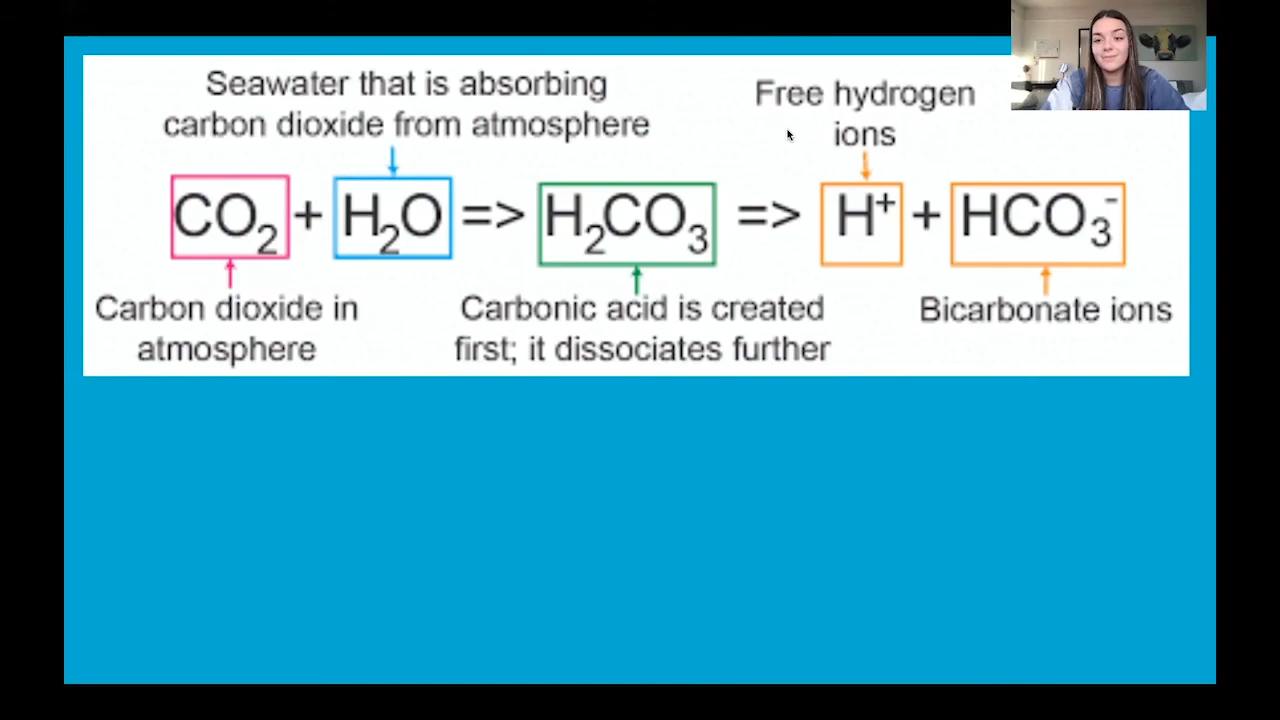 Seawater that is absorbing
carbon dioxide from atmosphere
Free hydrogen
ions
CO₂ + H₂O => H₂CO₃ => H⁺ + HCO₃⁻
Carbon dioxide in
atmosphere
Carbonic acid is created
first; it dissociates further
Bicarbonate ions